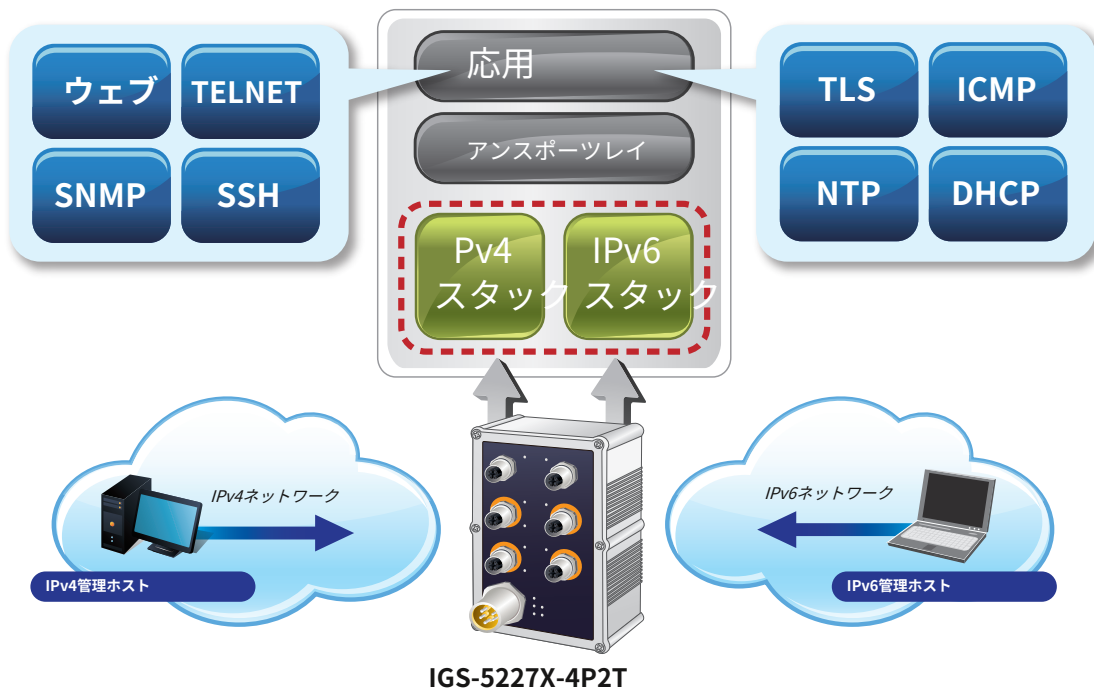 応用
アンスポーツレイ
ウェブ
TELNET
SNMP
SSH
TLS
ICMP
NTP
DHCP
Pv4
スタック
IPv6
スタック
IPv4ネットワーク
IPv4管理ホスト
IPv6ネットワーク
IPv6管理ホスト
IGS-5227X-4P2T